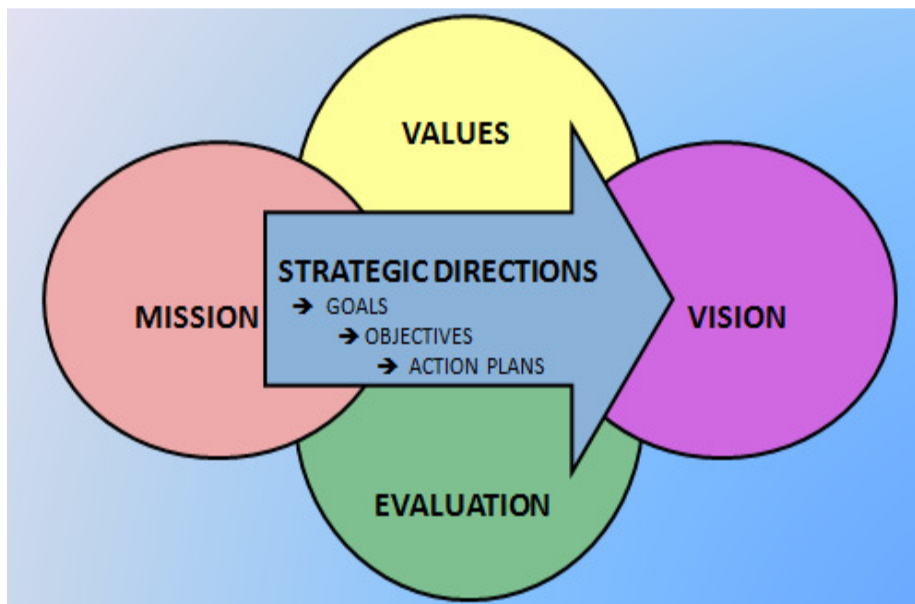 VALUES
STRATEGIC DIRECTIONS
➔ GOALS
MISSION
VISION
➔ OBJECTIVES
➔ ACTION PLANS
EVALUATION